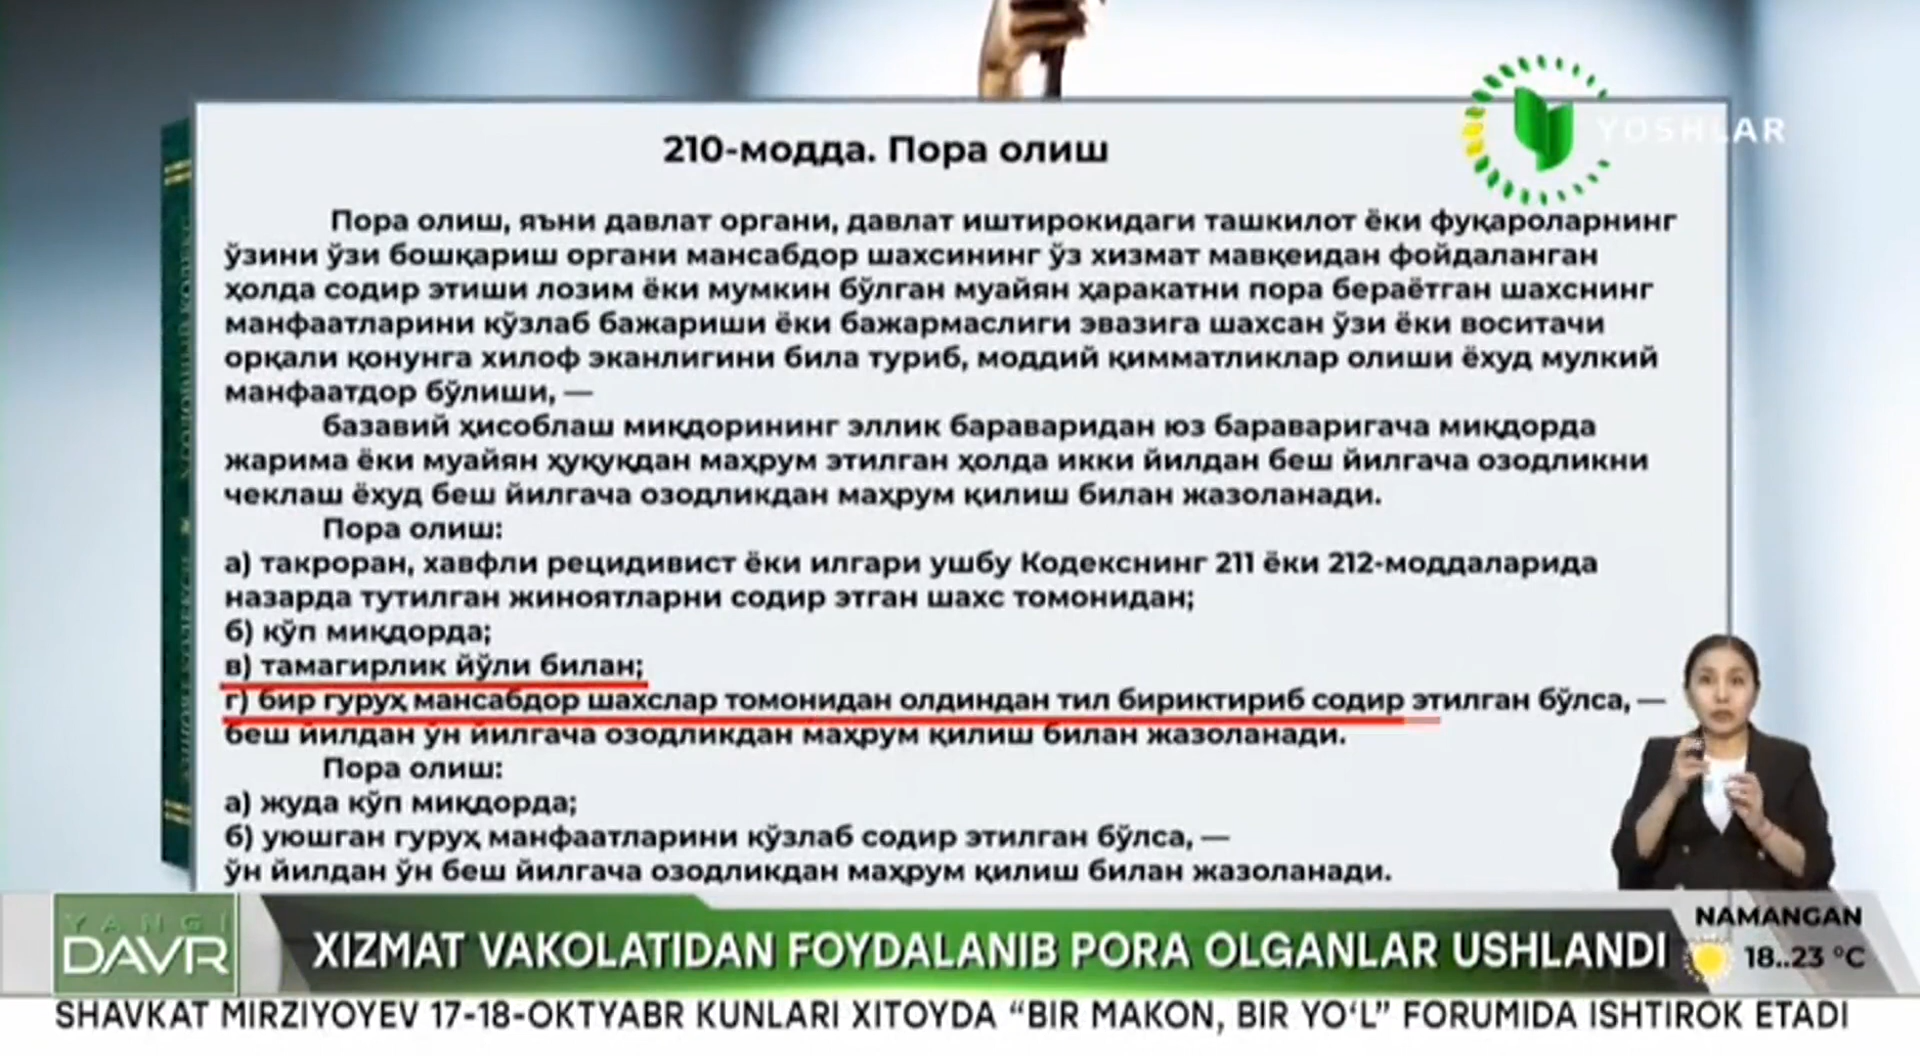 210-модда. Пора олиш
YOSHLAR
Пора олиш, яъни давлат органи, давлат иштирокидаги ташкилот ёки фуқароларнинг
ўзини ўзи бошқариш органи мансабдор шахсининг ўз хизмат мавқеидан фойдаланган
ҳолда содир этиши лозим ёки мумкин бўлган муайян ҳаракатни пора бераётган шахснинг
манфаатларини кўзлаб бажариши ёки бажармаслиги эвазига шахсан ўзи ёки воситачи
орқали қонунга хилоф эканлигини била туриб, моддий қимматликлар олиши ёхуд мулкий
манфаатдор бўлиши, —
базавий ҳисоблаш миқдорининг эллик бараваридан юз бараваригача миқдорда
жарима ёки муайян ҳуқуқдан маҳрум этилган ҳолда икки йилдан беш йилгача озодликни
чеклаш ёхуд беш йилгача озодликдан маҳрум қилиш билан жазоланади.
Пора олиш:
а) такроран, хавфли рецидивист ёки илгари ушбу Кодекснинг 211 ёки 212-моддаларида
назарда тутилган жиноятларни содир этган шахс томонидан;
б) кўп миқдорда;
в) тамагирлик йўли билан;
г) бир гуруҳ мансабдор шахслар томонидан олдиндан тил бириктириб содир этилган бўлса, —
беш йилдан ўн йилгача озодликдан маҳрум қилиш билан жазоланади.
Пора олиш:
а) жуда кўп миқдорда;
б) уюшган гуруҳ манфаатларини кўзлаб содир этилган бўлса, —
ўн йилдан ўн беш йилгача озодликдан маҳрум қилиш билан жазоланади.
YANGI
DAVR
XIZMAT VAKOLATIDAN FOYDALANIB PORA OLGANLAR USHLANDI
NAMANGAN
18..23 °C
SHAVKAT MIRZIYOYEV 17-18-OKTYABR KUNLARI XITOYDA “BIR MAKON, BIR YO‘L” FORUMIDA ISHTIROK ETADI